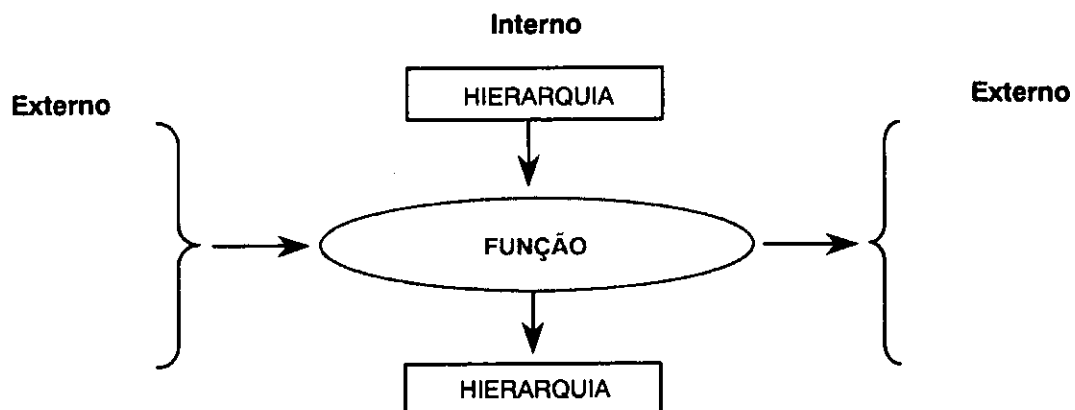 Interno
HIERARQUIA
Externo
Externo
FUNÇÃO
HIERARQUIA